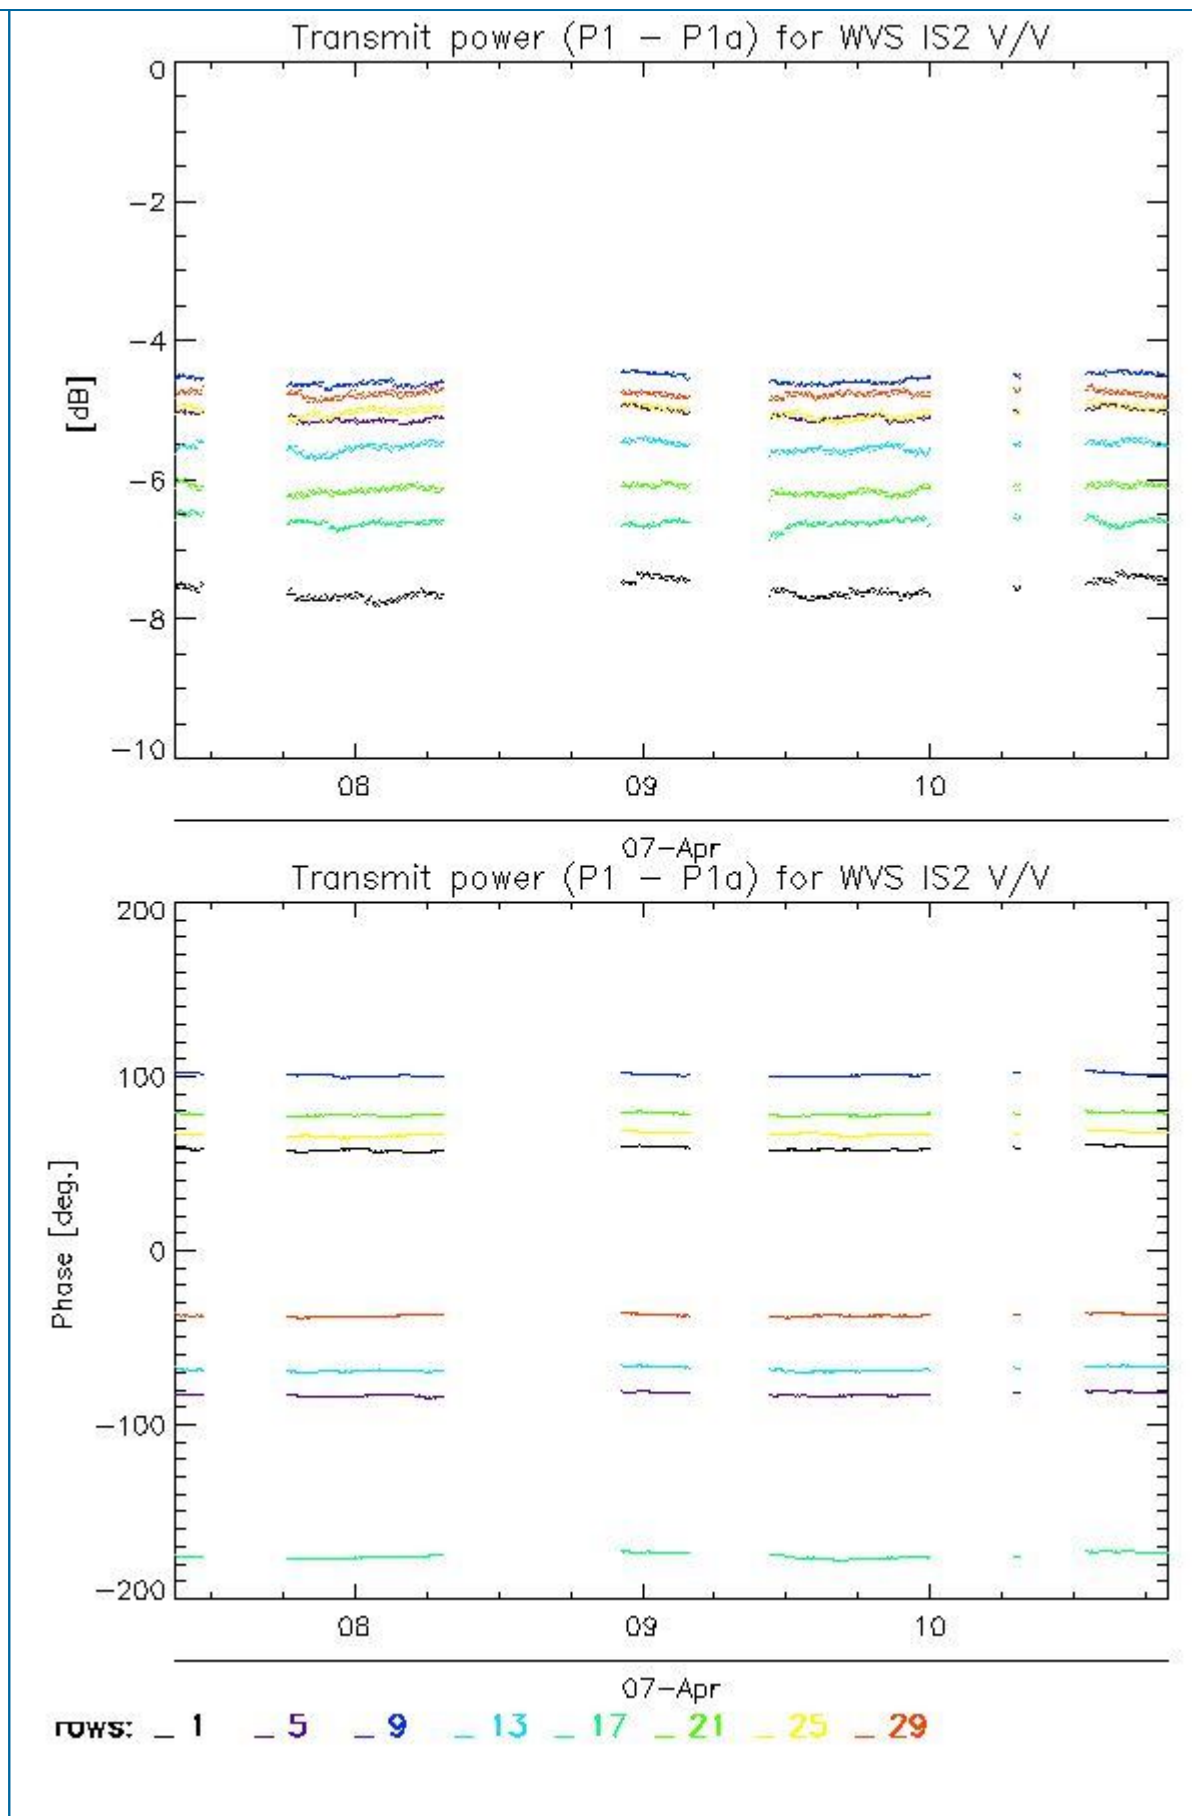 Transmit power (P1 - P1a) for WVS IS2 V/V
0
-2
-4
[dB]
-6
-8
-10
08 09 10
07-Apr
Transmit power (P1 - P1a) for WVS IS2 V/V
200
100
Phase [deg.]
0
-100
-200
08 09 10
07-Apr
rows: _ 1 _ 5 _ 9 _ 13 _ 17 _ 21 _ 25 _ 29